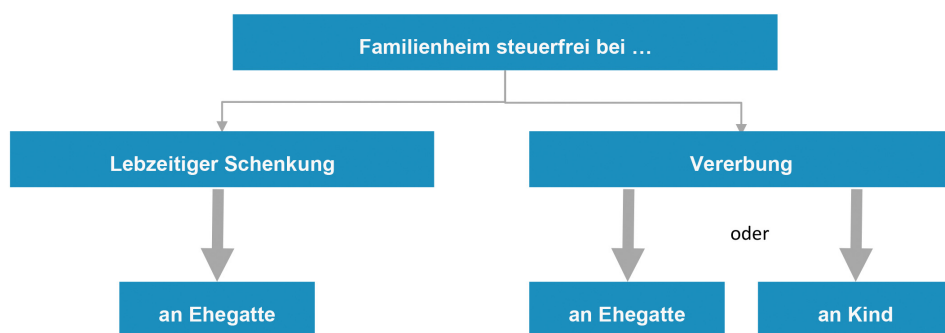 Familienheim steuerfrei bei …
Lebzeitiger Schenkung
Vererbung
oder
an Ehegatte
an Ehegatte
an Kind